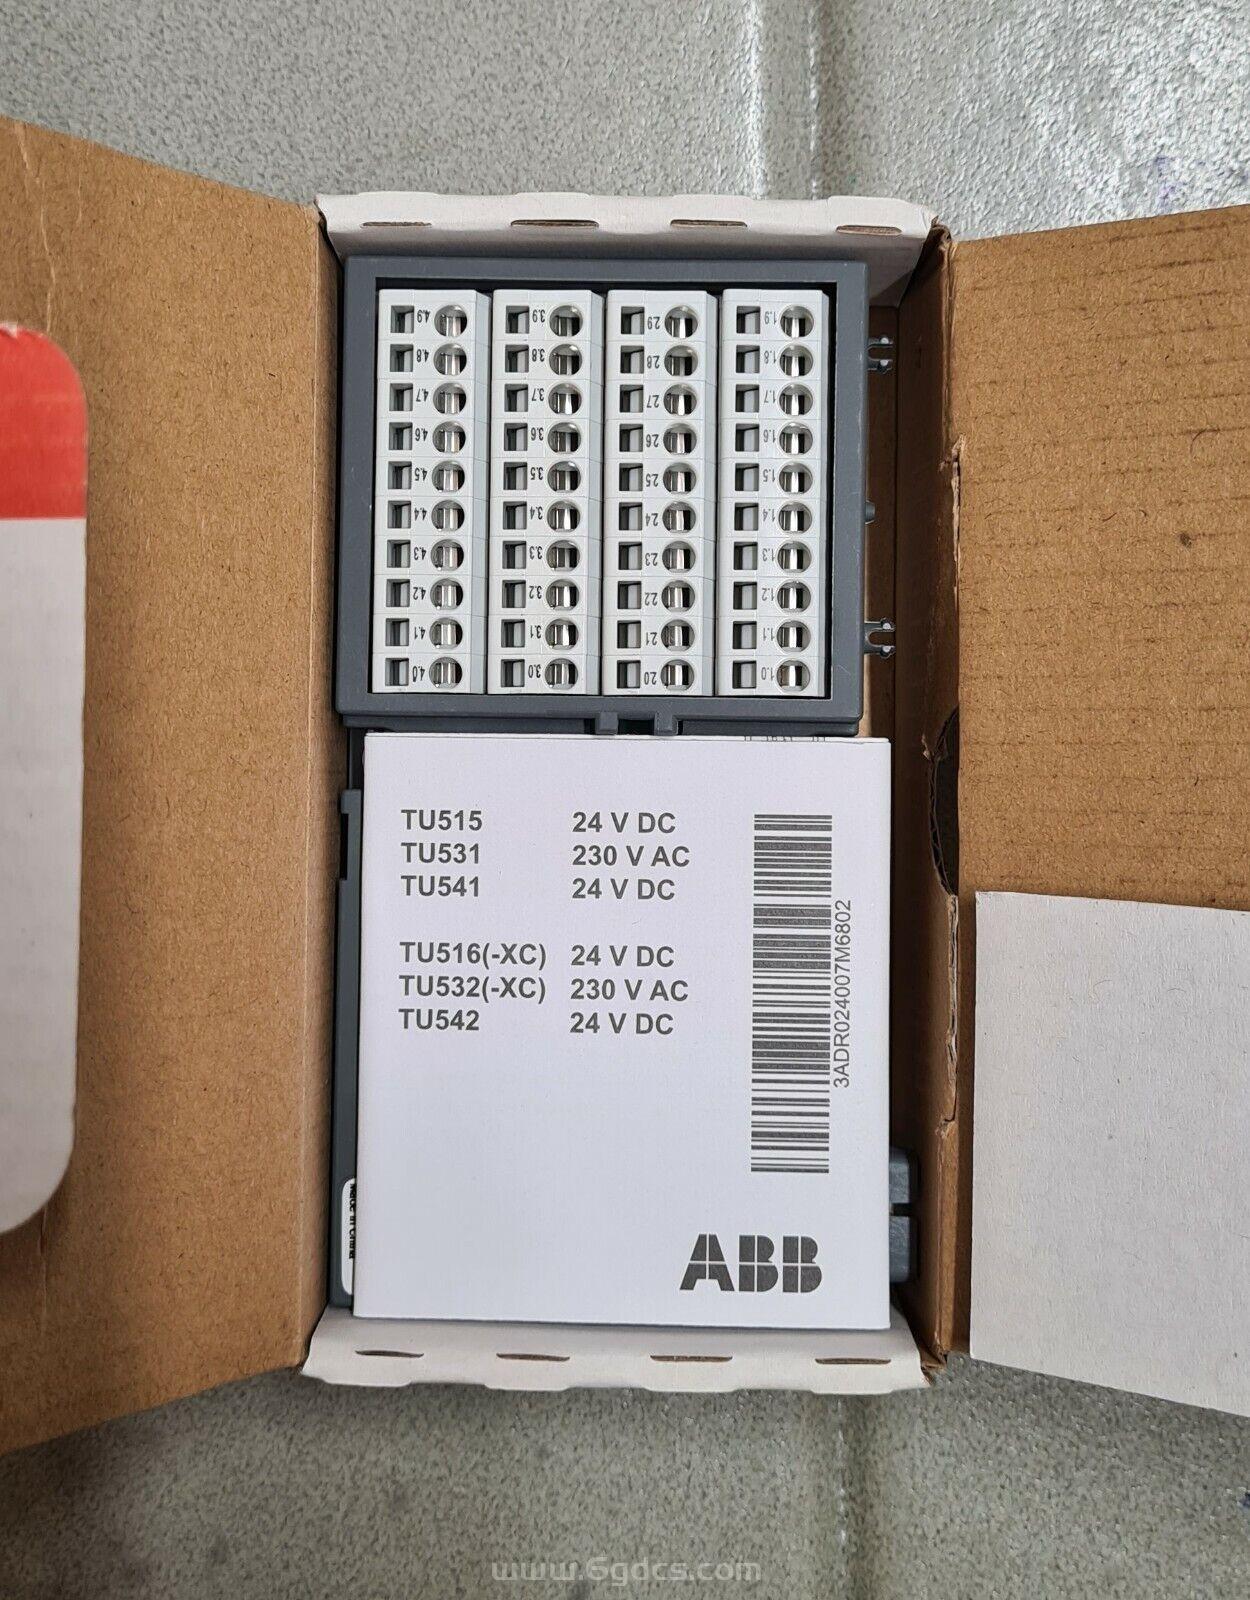 4.9 3.9 2.9 1.9
4.8 3.8 2.8 1.8
4.7 3.7 2.7 1.7
4.6 3.6 2.6 1.6
4.5 3.5 2.5 1.5
4.4 3.4 2.4 1.4
4.3 3.3 2.3 1.3
4.2 3.2 2.2 1.2
4.1 3.1 2.1 1.1
4.0 3.0 2.0 1.0
TU515 24 V DC
TU531 230 V AC
TU541 24 V DC
TU516(-XC) 24 V DC
TU532(-XC) 230 V AC
TU542 24 V DC
3ADR024007M6802
Made in China
ABB
www.6gdcs.com